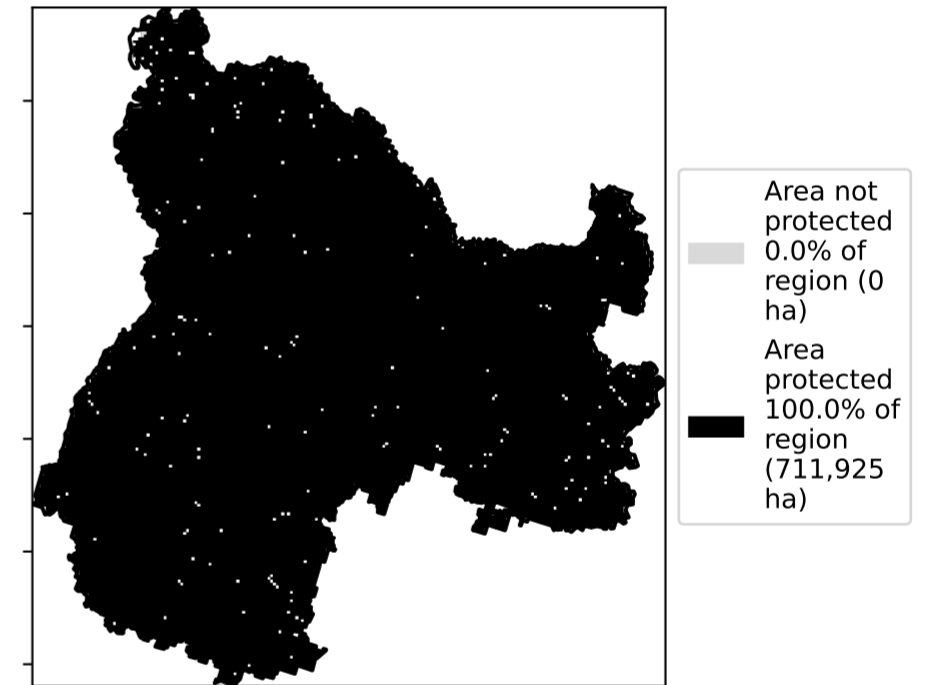 Area not
protected
0.0% of
region (0
ha)
Area
protected
100.0% of
region
(711,925
ha)